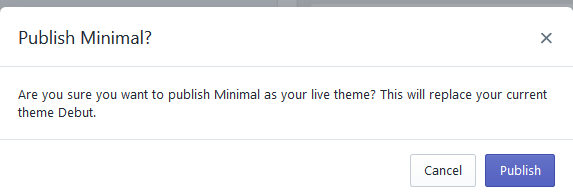 Publish Minimal?
Are you sure you want to publish Minimal as your live theme? This will replace your current
theme Debut.
Cancel Publish